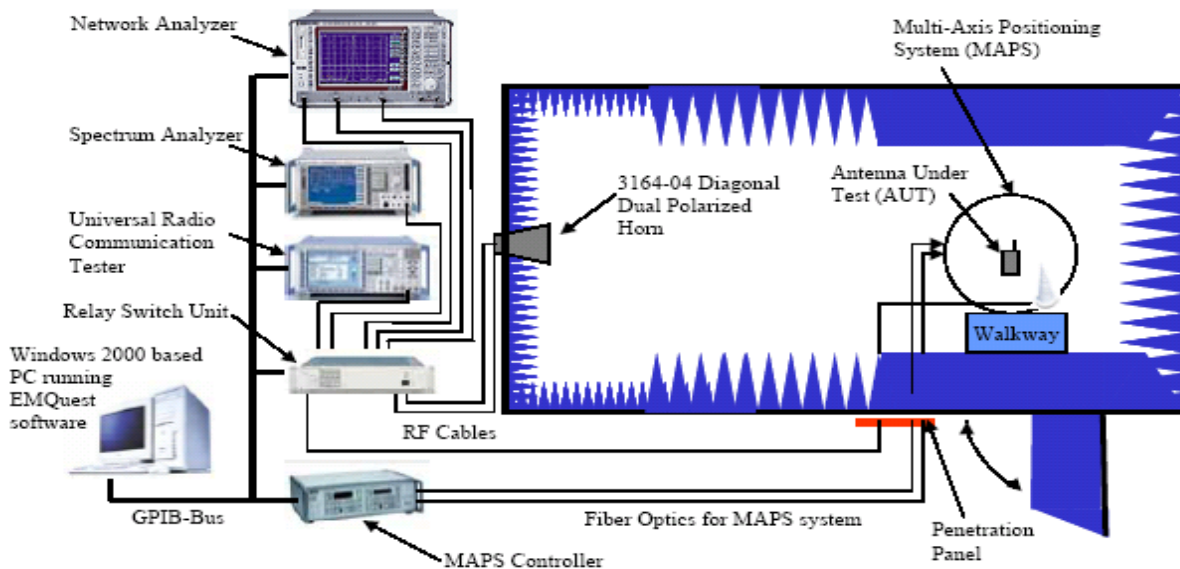 Network Analyzer
Spectrum Analyzer
Universal Radio
Communication
Tester
Relay Switch Unit
Windows 2000 based
PC running
EMQuest
software
GPIB-Bus
MAPS Controller
RF Cables
Fiber Optics for MAPS system
3164-04 Diagonal
Dual Polarized
Horn
Multi-Axis Positioning
System (MAPS)
Antenna Under
Test (AUT)
Walkway
Penetration
Panel